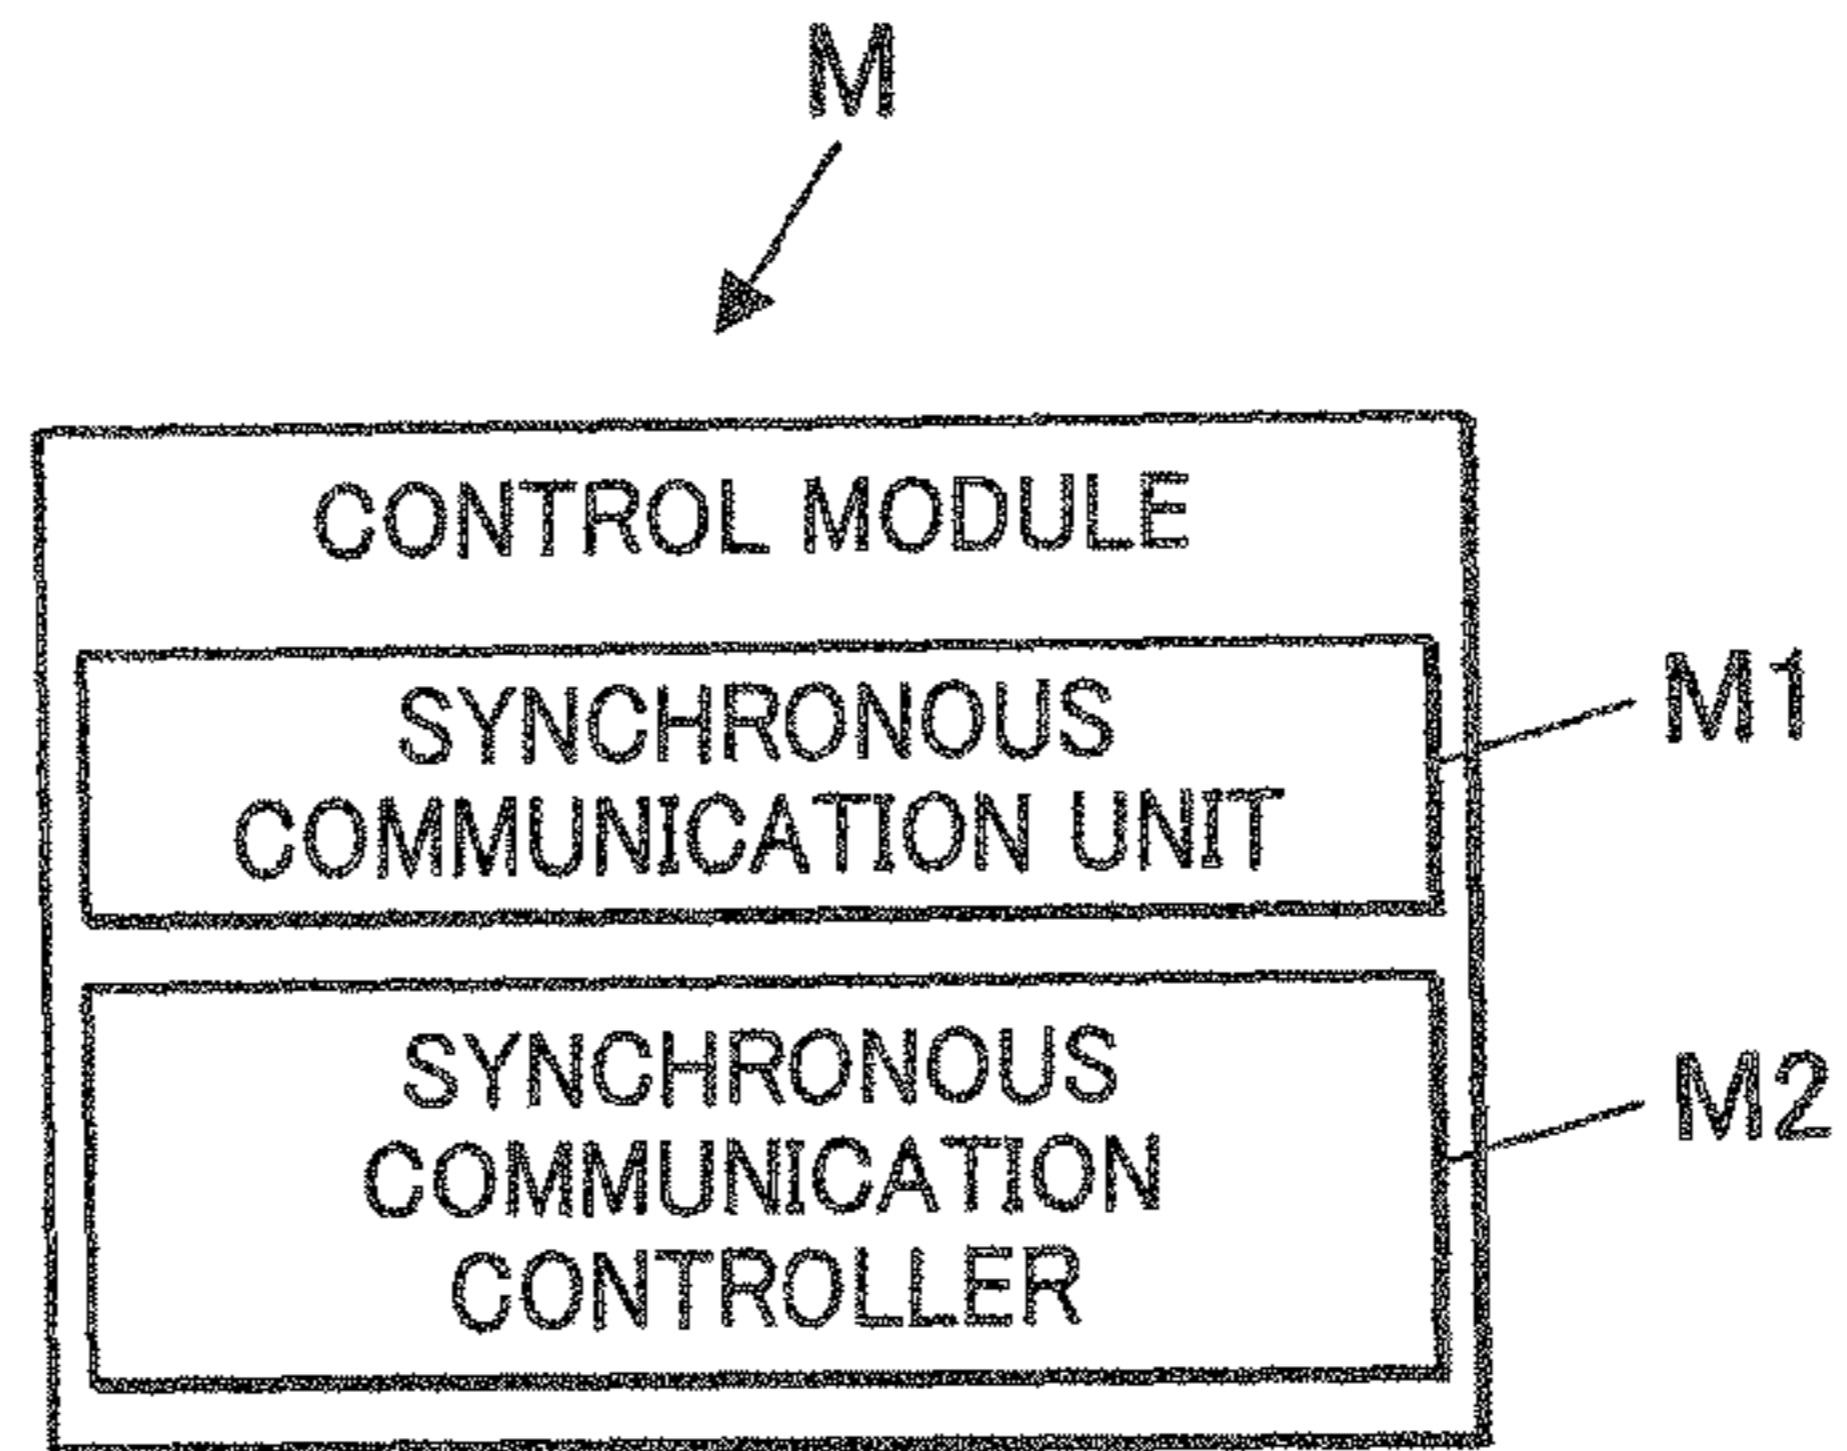 M
CONTROL MODULE
SYNCHRONOUS
COMMUNICATION UNIT
M1
SYNCHRONOUS
COMMUNICATION
CONTROLLER
M2